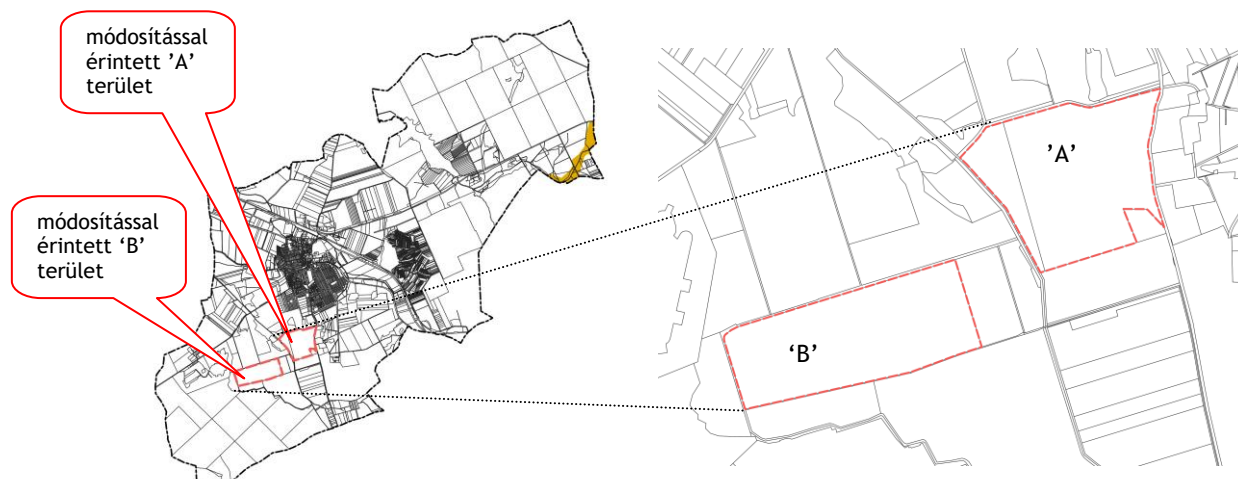 módosítással
érintett ’A’
terület
módosítással
érintett ‘B’
terület
’A’
‘B’